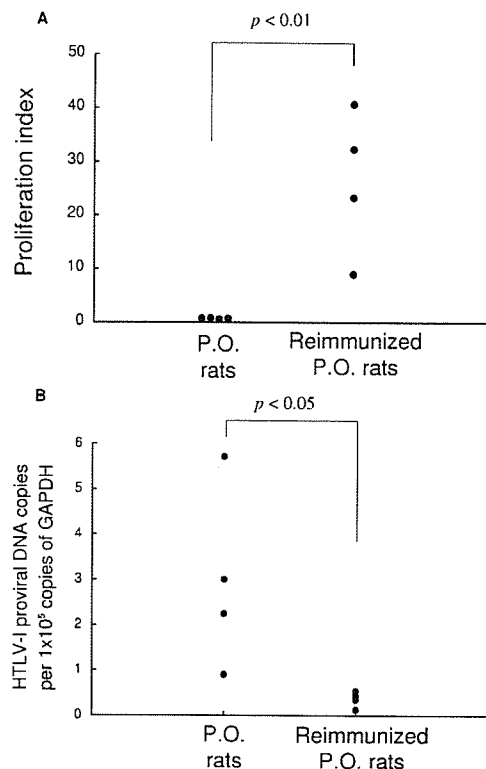 A
p < 0.01
Proliferation index
50
40
30
20
10
0
P.O.
rats
Reimmunized
P.O. rats
B
p < 0.05
HTLV-I proviral DNA copies
per 1x10⁵ copies of GAPDH
6
5
4
3
2
1
0
P.O.
rats
Reimmunized
P.O. rats